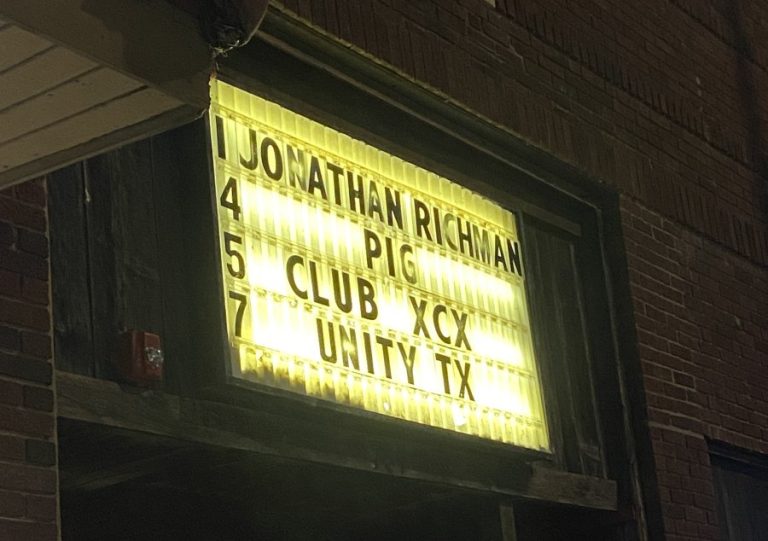 1 JONATHAN RICHMAN
4 PIG
5 CLUB XCX
7 UNITY TX